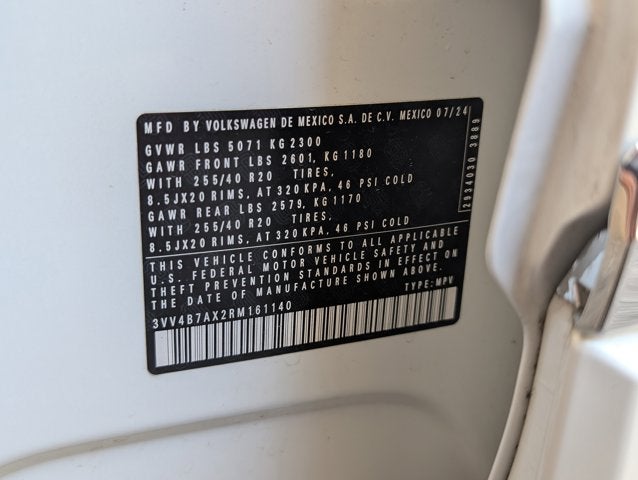 MFD BY VOLKSWAGEN DE MEXICO S.A. DE C.V. MEXICO 07/24
GVWR LBS 5071 KG 2300
GAWR FRONT LBS 2601, KG 1180
WITH 255/40 R20 TIRES,
8.5JX20 RIMS, AT 320 KPA, 46 PSI COLD
GAWR REAR LBS 2579, KG 1170
WITH 255/40 R20 TIRES,
8.5JX20 RIMS, AT 320 KPA, 46 PSI COLD
2934030 3889
THIS VEHICLE CONFORMS TO ALL APPLICABLE
U.S. FEDERAL MOTOR VEHICLE SAFETY AND
THEFT PREVENTION STANDARDS IN EFFECT ON
THE DATE OF MANUFACTURE SHOWN ABOVE.
3VV4B7AX2RM161140 TYPE: MPV